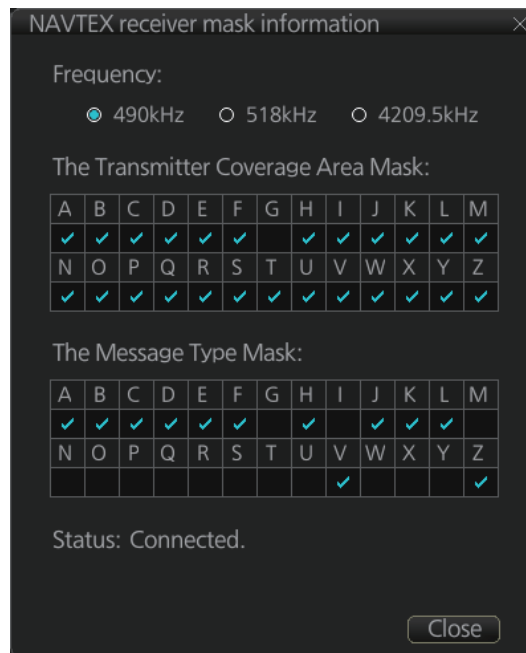 NAVTEX receiver mask information
Frequency:
490kHz 518kHz 4209.5kHz
The Transmitter Coverage Area Mask:
A B C D E F G H I J K L M
N O P Q R S T U V W X Y Z
The Message Type Mask:
A B C D E F G H I J K L M
N O P Q R S T U V W X Y Z
Status: Connected.
Close